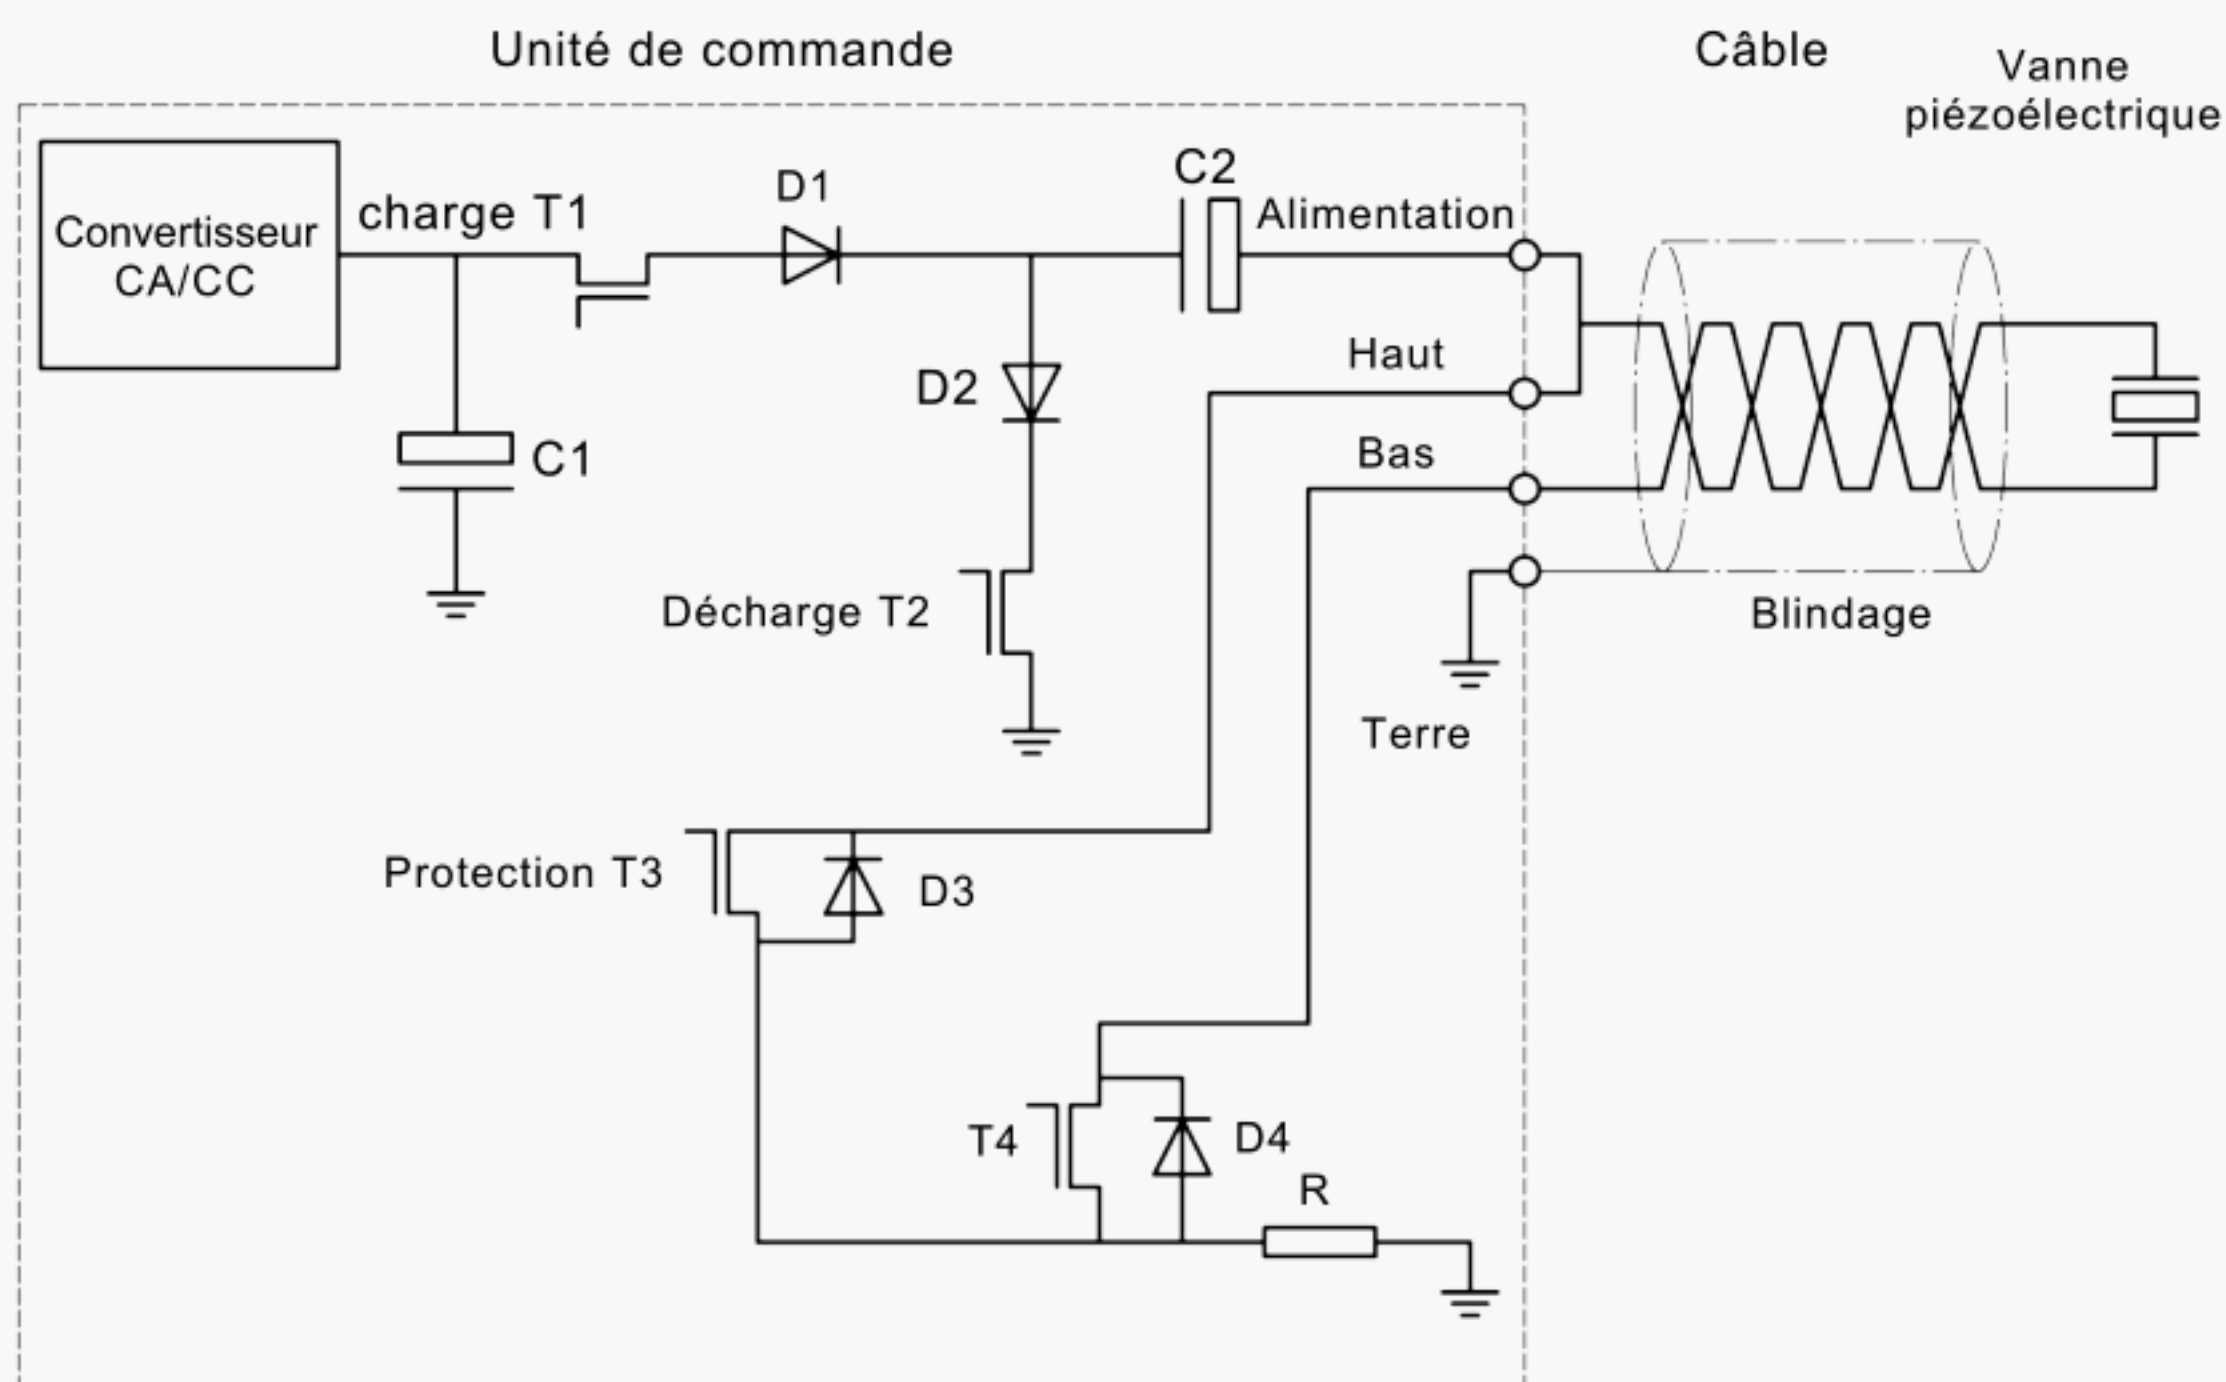 Unité de commande
Câble
Vanne
piézoélectrique
Convertisseur
CA/CC
charge T1
D1
C2
Alimentation
Haut
D2
Bas
C1
Décharge T2
Blindage
Terre
Protection T3
D3
T4
D4
R